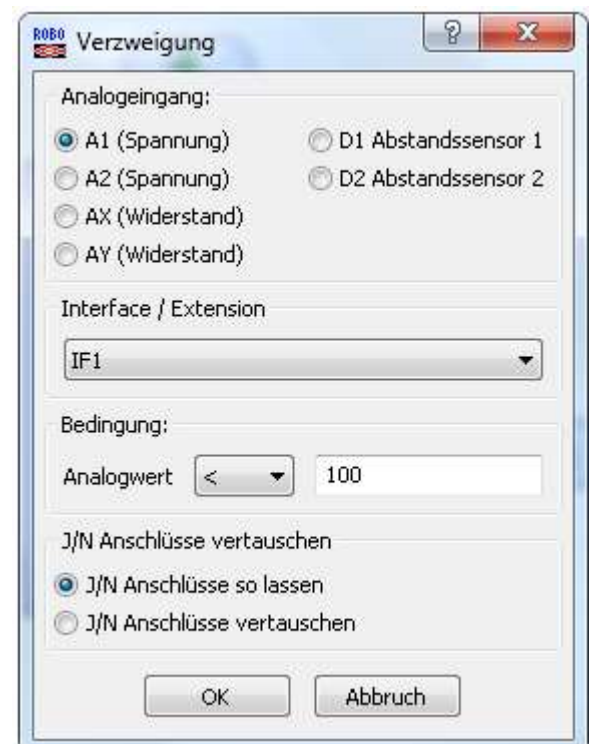 ROBO Verzweigung ?
Analogeingang:
A1 (Spannung) D1 Abstandssensor 1
A2 (Spannung) D2 Abstandssensor 2
AX (Widerstand)
AY (Widerstand)
Interface / Extension
IF1
Bedingung:
Analogwert < 100
J/N Anschlüsse vertauschen
J/N Anschlüsse so lassen
J/N Anschlüsse vertauschen
OK Abbruch